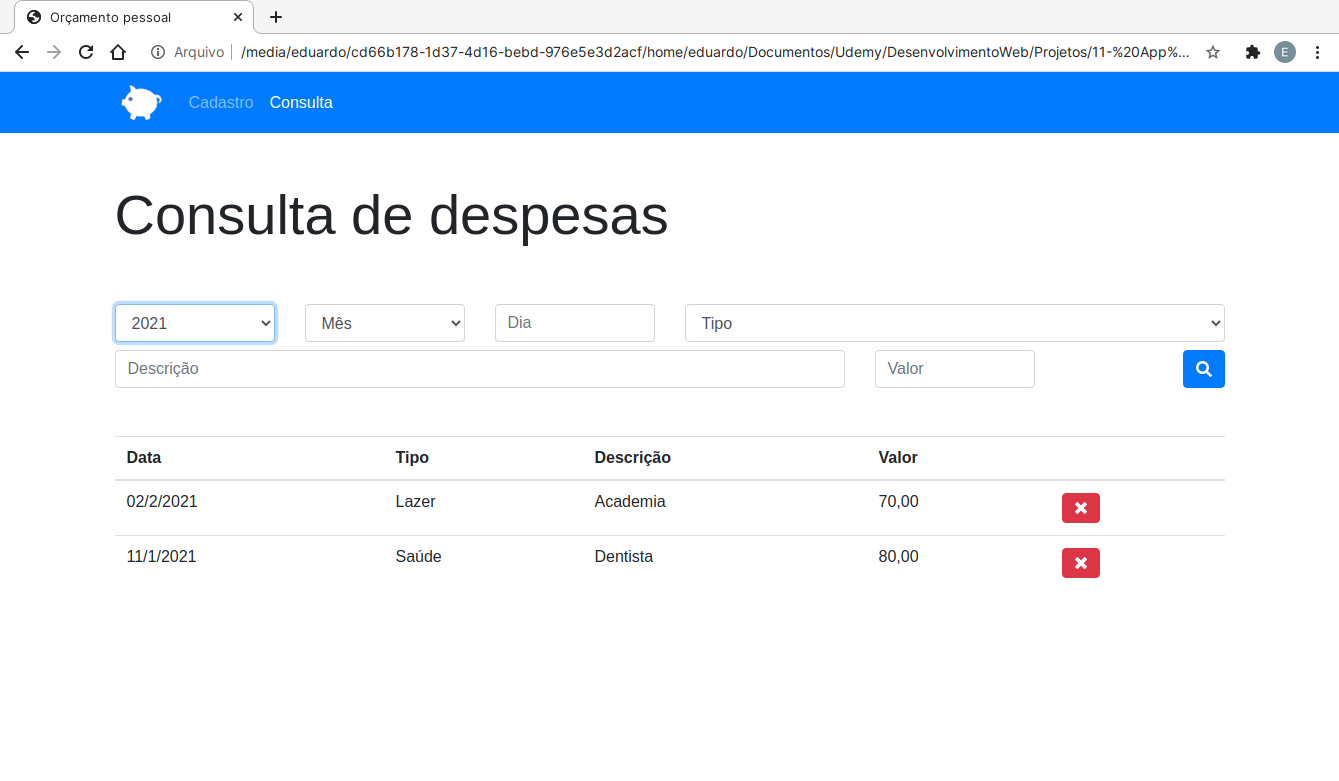 Orçamento pessoal
Arquivo /media/eduardo/cd66b178-1d37-4d16-bebd-976e5e3d2acf/home/eduardo/Documentos/Udemy/DesenvolvimentoWeb/Projetos/11-%20App%... E
Cadastro Consulta
Consulta de despesas
2021 Mês Dia Tipo
Descrição Valor
Data Tipo Descrição Valor
02/2/2021 Lazer Academia 70,00
11/1/2021 Saúde Dentista 80,00